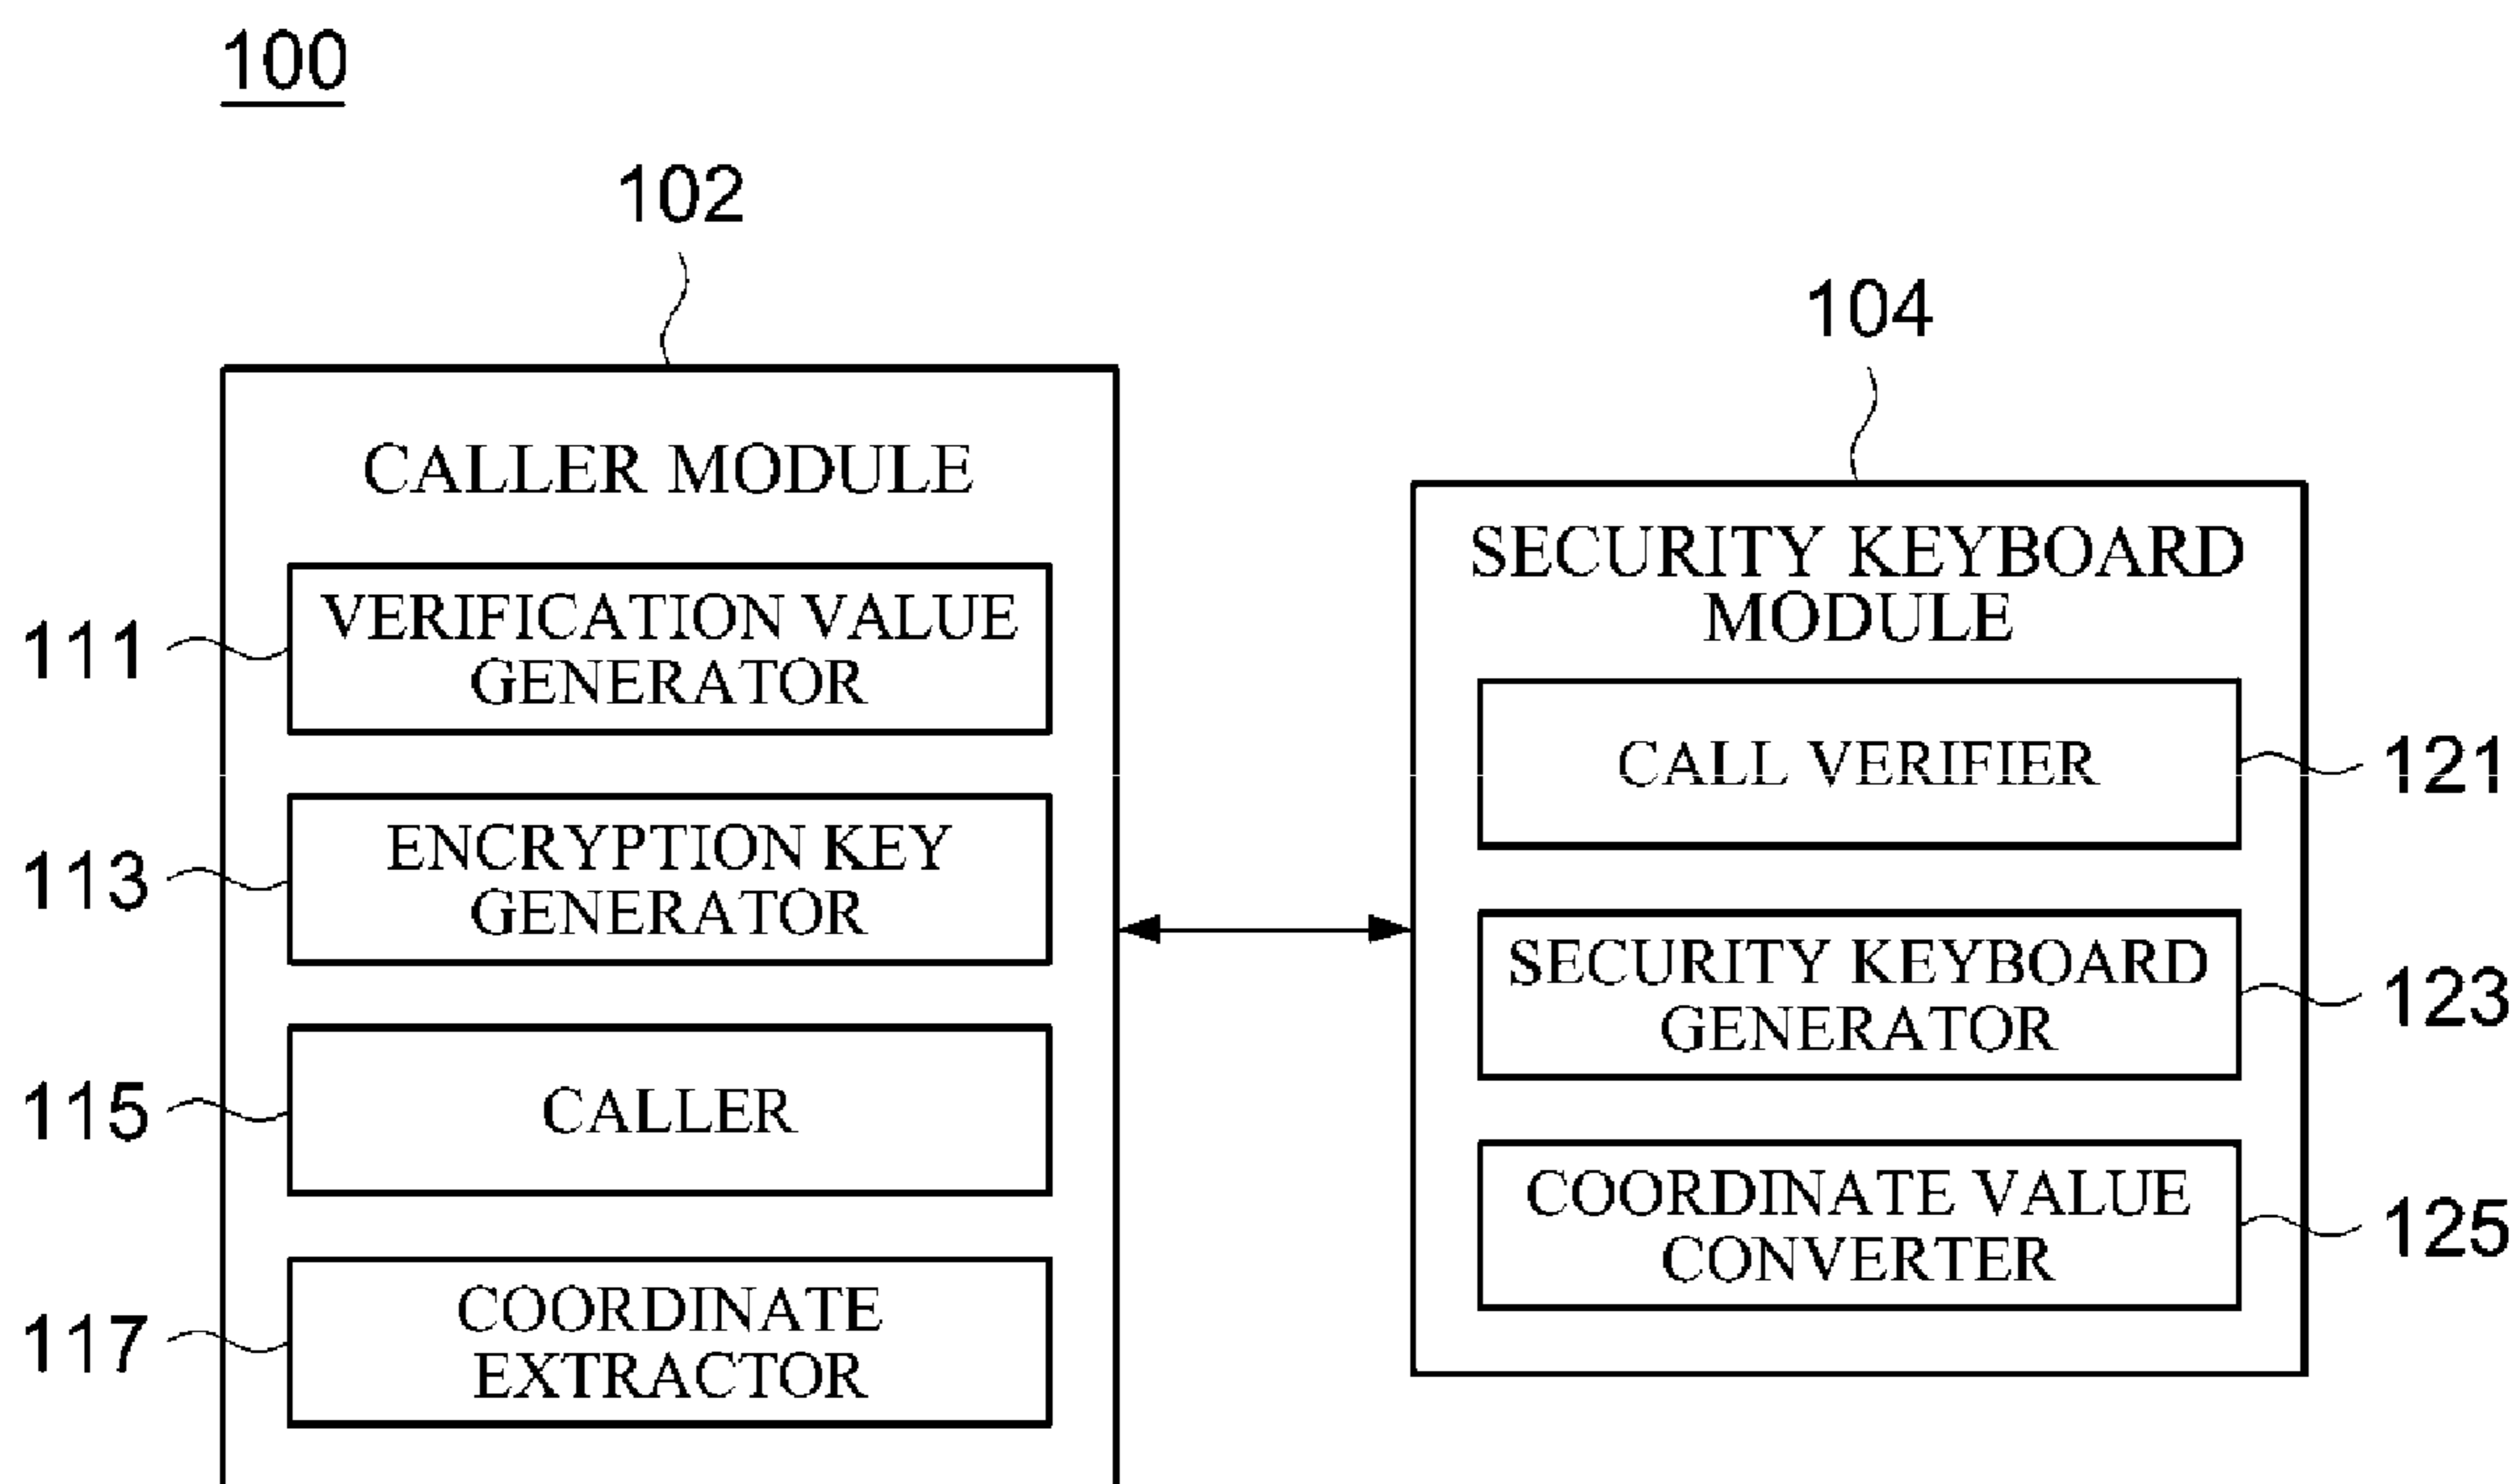 100
102
CALLER MODULE
111
VERIFICATION VALUE
GENERATOR
113
ENCRYPTION KEY
GENERATOR
115
CALLER
117
COORDINATE
EXTRACTOR
104
SECURITY KEYBOARD
MODULE
CALL VERIFIER
121
SECURITY KEYBOARD
GENERATOR
123
COORDINATE VALUE
CONVERTER
125